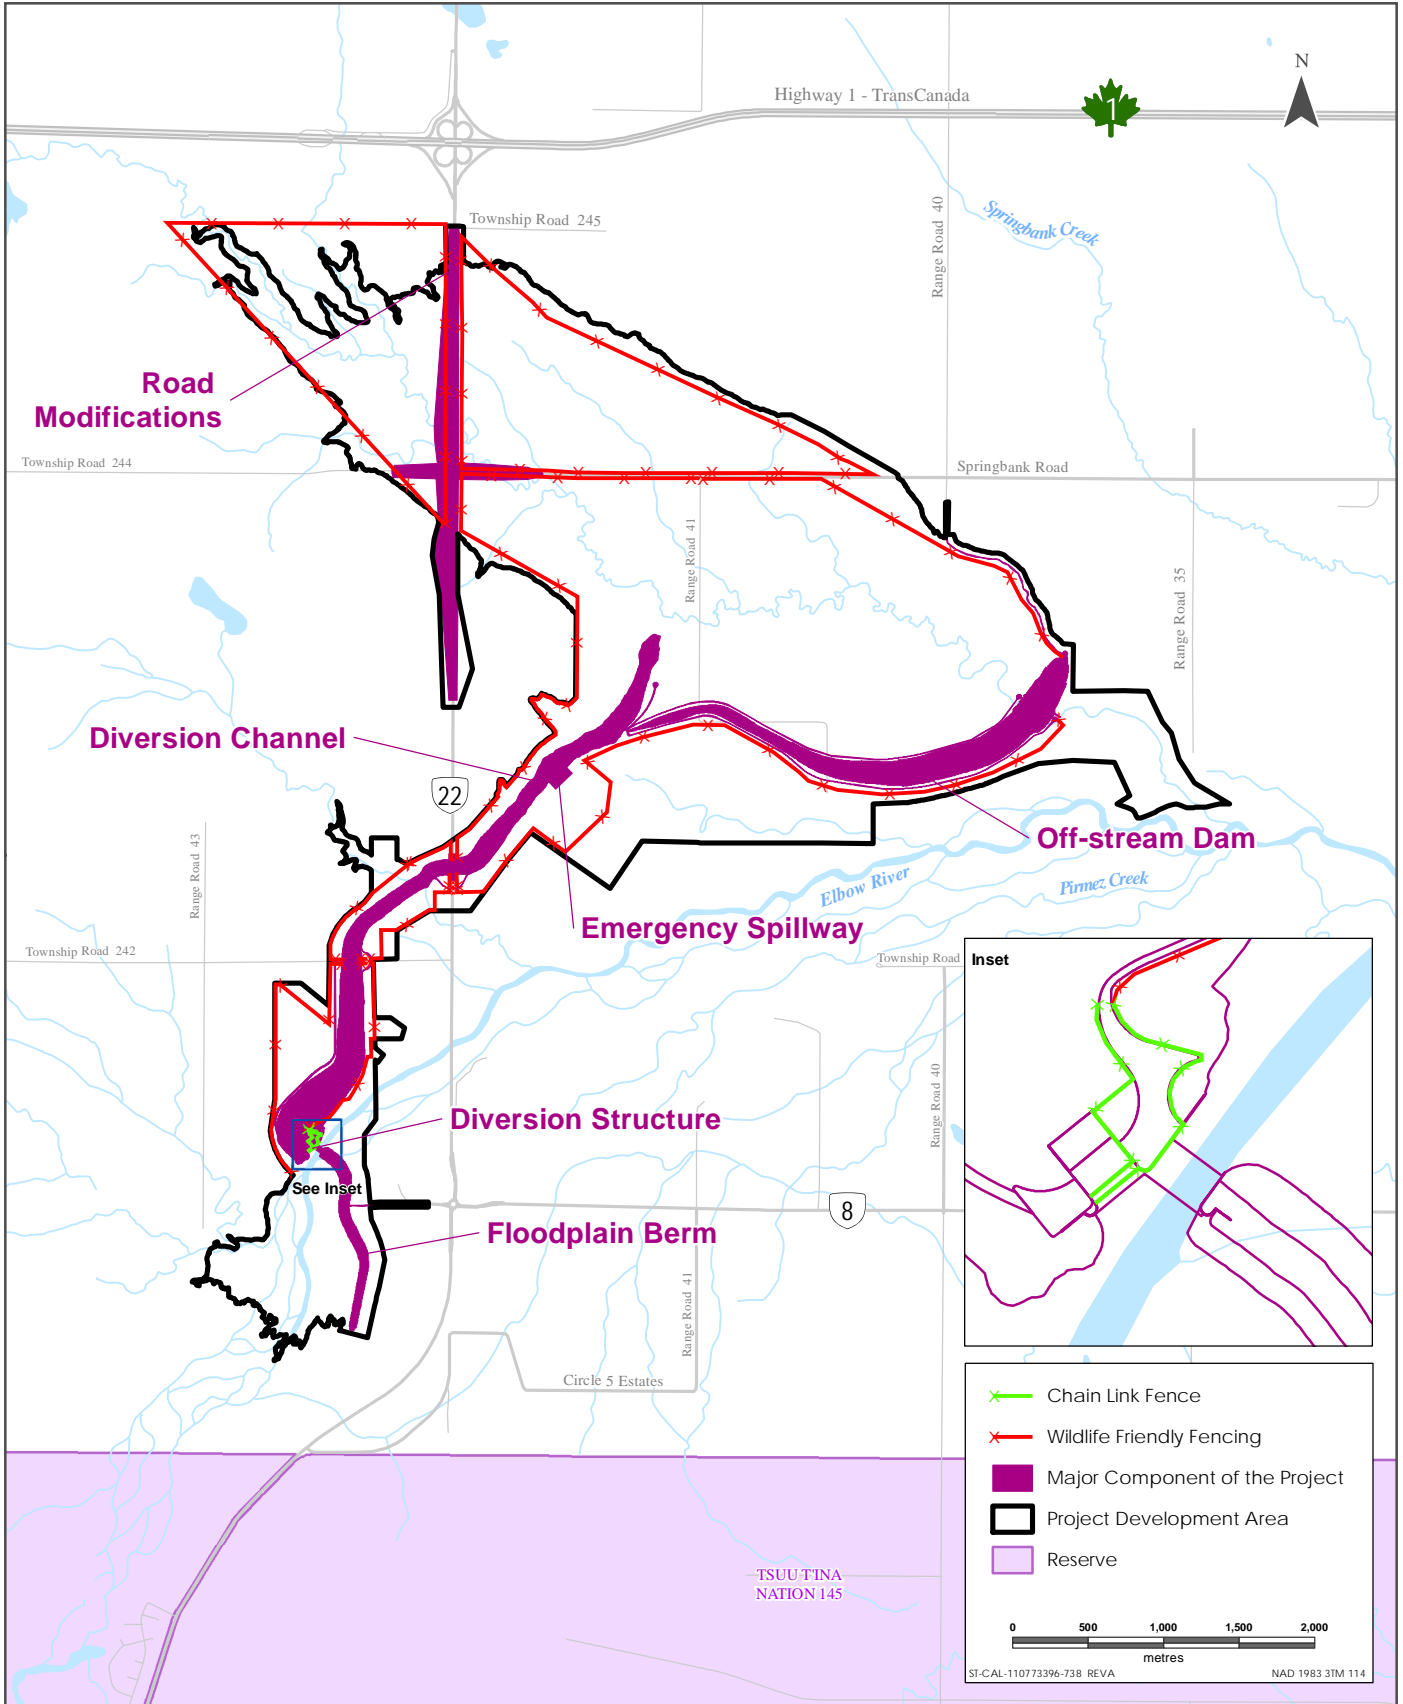 N
Highway 1 - TransCanada
1
Township Road 245
Range Road 40
Springbank Creek
Road
Modifications
Township Road 244
Springbank Road
Range Road 41
Range Road 35
Diversion Channel
22
Off-stream Dam
Range Road 43
Elbow River
Pirmez Creek
Emergency Spillway
Township Road 242
Township Road
Inset
Range Road 40
Diversion Structure
See Inset
8
Floodplain Berm
Range Road 41
Circle 5 Estates
Chain Link Fence
Wildlife Friendly Fencing
Major Component of the Project
Project Development Area
Reserve
TSUU T'INA
NATION 145
0 500 1,000 1,500 2,000
metres
ST-CAL-110773396-738 REVA NAD 1983 3TM 114